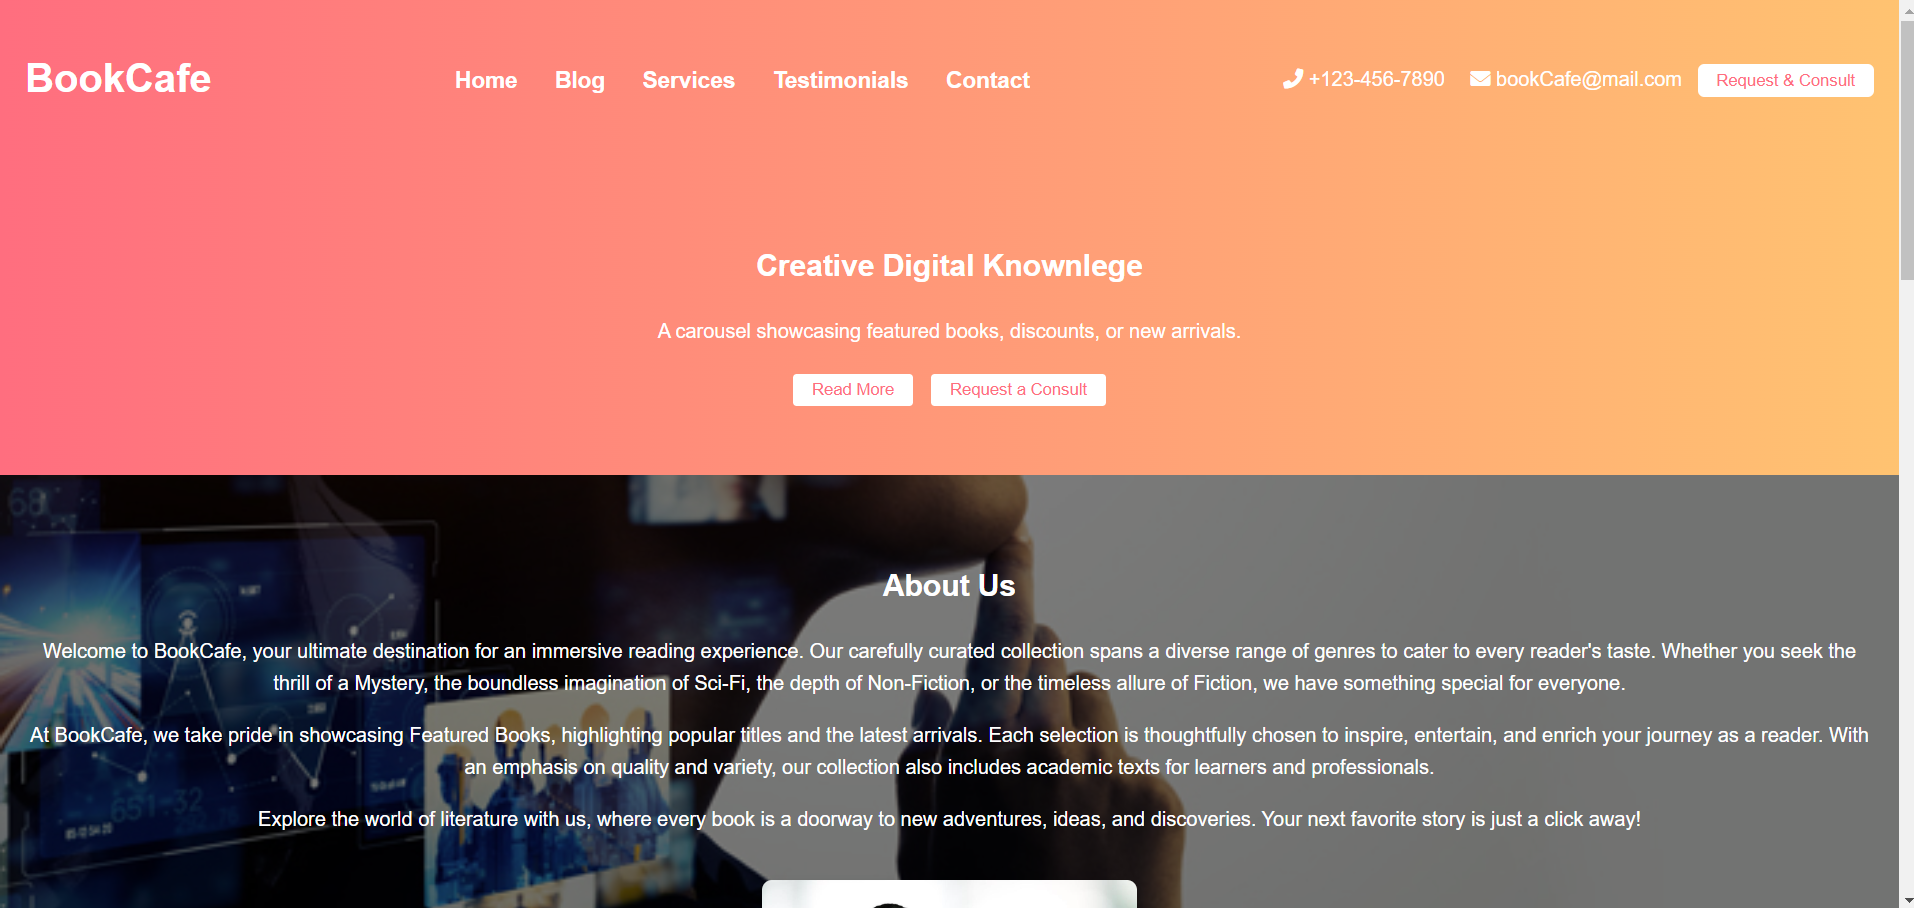 BookCafe
Home Blog Services Testimonials Contact
+123-456-7890 bookCafe@mail.com Request & Consult
Creative Digital Knownlege
A carousel showcasing featured books, discounts, or new arrivals.
Read More Request a Consult
68
About Us
Welcome to BookCafe, your ultimate destination for an immersive reading experience. Our carefully curated collection spans a diverse range of genres to cater to every reader's taste. Whether you seek the
thrill of a Mystery, the boundless imagination of Sci-Fi, the depth of Non-Fiction, or the timeless allure of Fiction, we have something special for everyone.
At BookCafe, we take pride in showcasing Featured Books, highlighting popular titles and the latest arrivals. Each selection is thoughtfully chosen to inspire, entertain, and enrich your journey as a reader. With
an emphasis on quality and variety, our collection also includes academic texts for learners and professionals.
651-32
Explore the world of literature with us, where every book is a doorway to new adventures, ideas, and discoveries. Your next favorite story is just a click away!